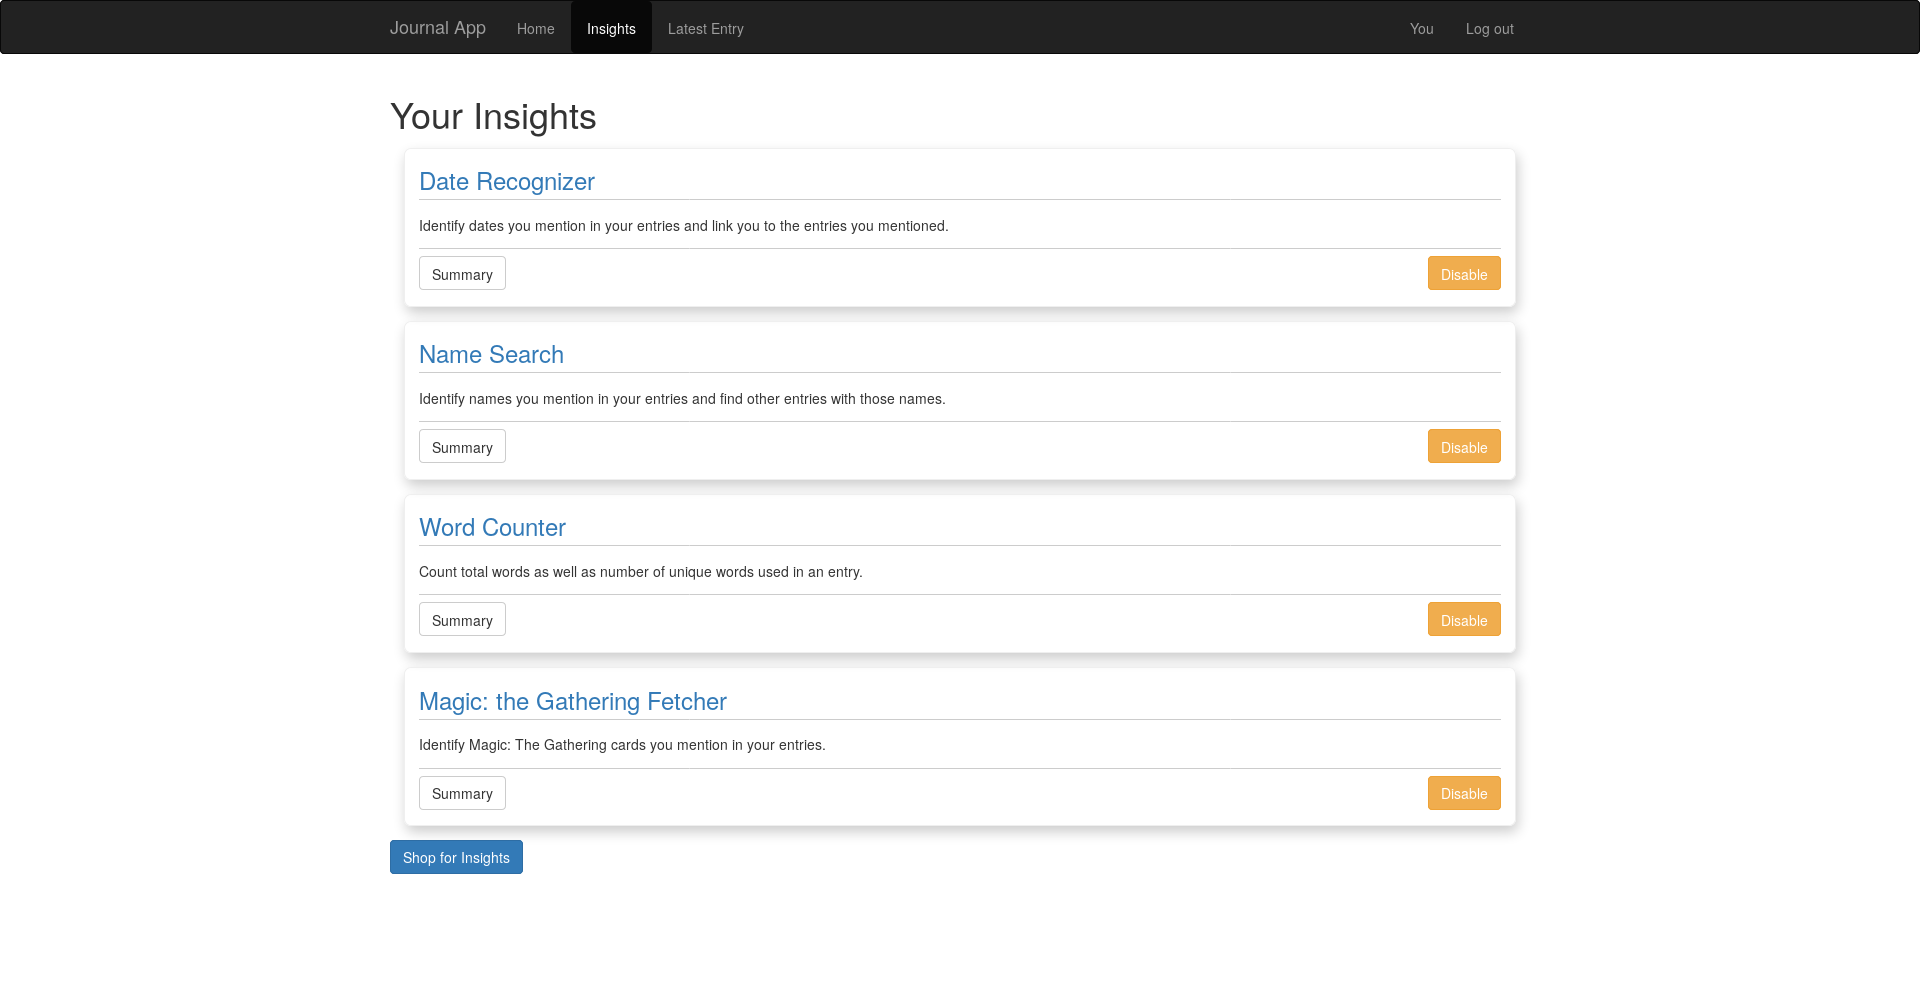 Journal App Home Insights Latest Entry You Log out
Your Insights
Date Recognizer
Identify dates you mention in your entries and link you to the entries you mentioned.
Summary Disable
Name Search
Identify names you mention in your entries and find other entries with those names.
Summary Disable
Word Counter
Count total words as well as number of unique words used in an entry.
Summary Disable
Magic: the Gathering Fetcher
Identify Magic: The Gathering cards you mention in your entries.
Summary Disable
Shop for Insights